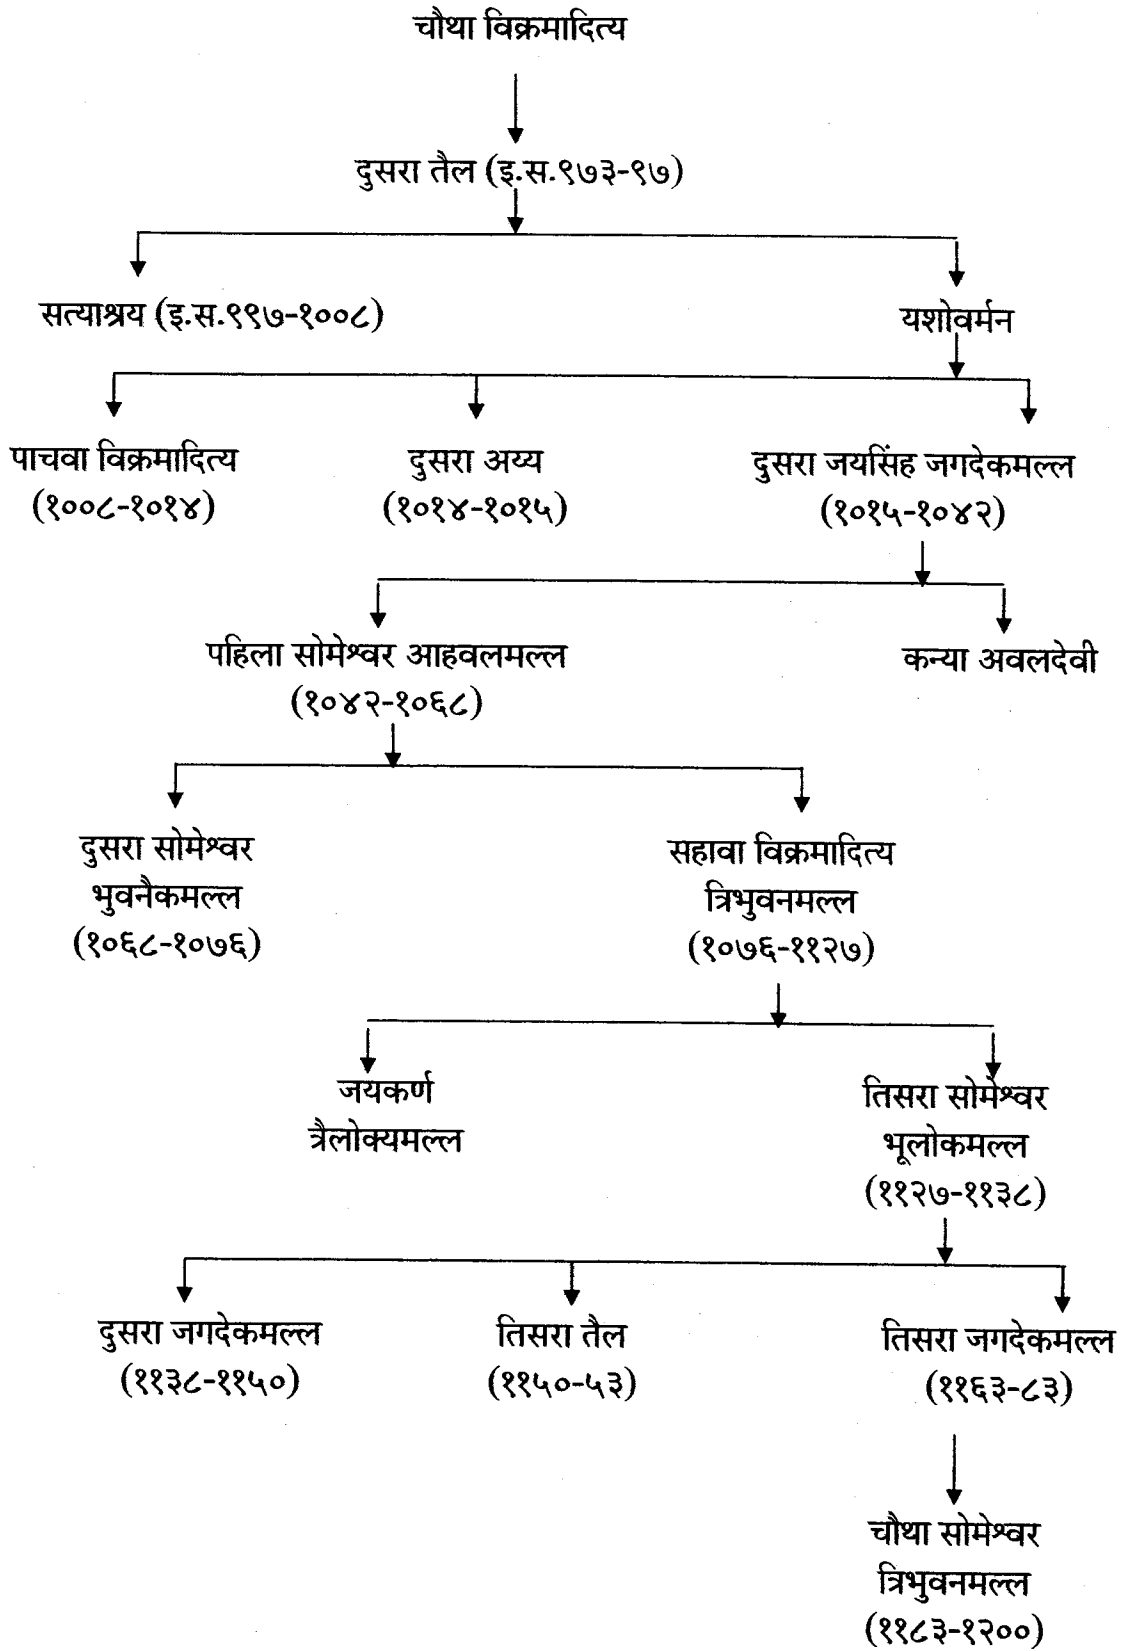 चौथा विक्रमादित्य
दुसरा तैल (इ.स.९७३-९७)
सत्याश्रय (इ.स.९९७-१००८)
यशोवर्मन
पाचवा विक्रमादित्य
(१००८-१०१४)
दुसरा अय्य
(१०१४-१०१५)
दुसरा जयसिंह जगदेकमल्ल
(१०१५-१०४२)
पहिला सोमेश्वर आहवलमल्ल
(१०४२-१०६८)
कन्या अवलदेवी
दुसरा सोमेश्वर
भुवनैकमल्ल
(१०६८-१०७६)
सहावा विक्रमादित्य
त्रिभुवनमल्ल
(१०७६-११२७)
जयकर्ण
त्रैलोक्यमल्ल
तिसरा सोमेश्वर
भूलोकमल्ल
(११२७-११३८)
दुसरा जगदेकमल्ल
(११३८-११५०)
तिसरा तैल
(११५०-५३)
तिसरा जगदेकमल्ल
(११६३-८३)
चौथा सोमेश्वर
त्रिभुवनमल्ल
(११८३-१२००)